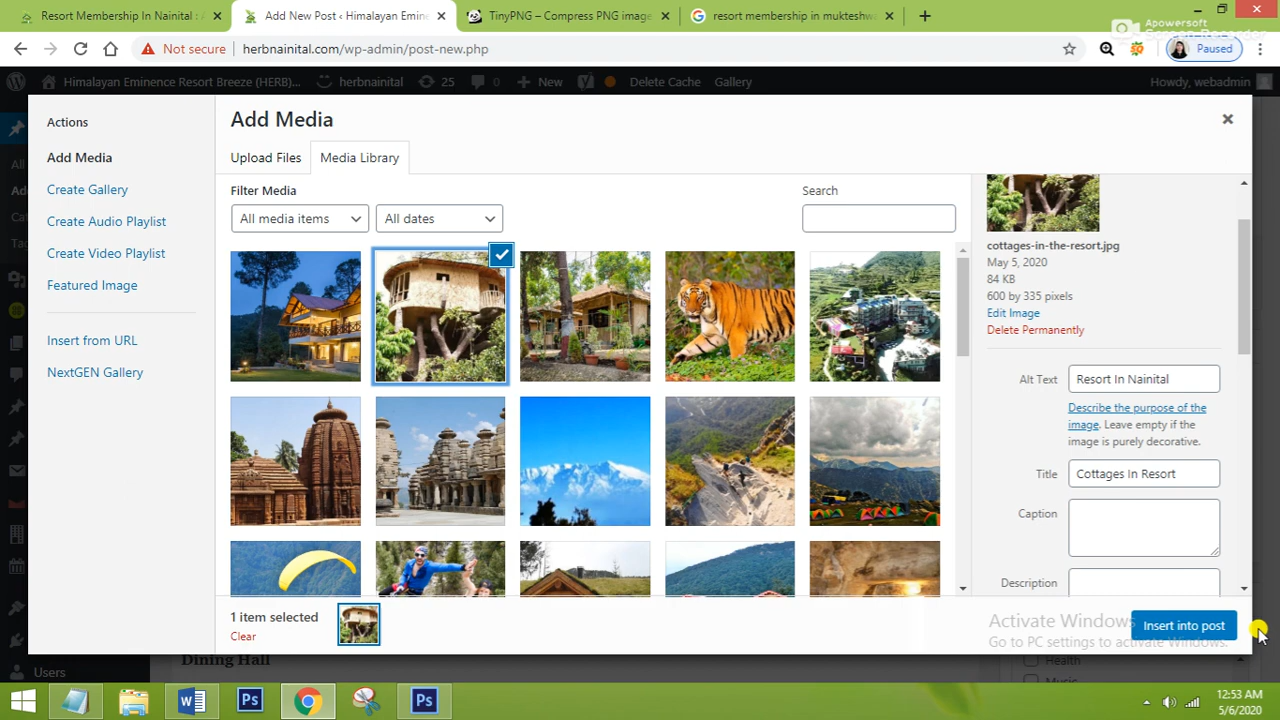 Resort Membership In Nainital : A
Add New Post ‹ Himalayan Emine
TinyPNG – Compress PNG image
resort membership in muktesh
Apowersoft
Screen Recorder
Not secure
herbnainital.com/wp-admin/post-new.php
Paused
Himalayan Eminence Resort Breeze (HERB)...
herbnainital
25
0
New
Delete Cache
Gallery
Howdy, webadmin
Actions
Add Media
Create Gallery
Create Audio Playlist
Create Video Playlist
Featured Image
Insert from URL
NextGEN Gallery
Add Media
Upload Files
Media Library
Filter Media
All media items
All dates
Search
cottages-in-the-resort.jpg
May 5, 2020
84 KB
600 by 335 pixels
Edit Image
Delete Permanently
Alt Text
Resort In Nainital
Describe the purpose of the
image. Leave empty if the
image is purely decorative.
Title
Cottages In Resort
Caption
Description
1 item selected
Clear
Activate Windows
Go to PC settings to activate Windows.
Insert into post
Users
Dining Hall
Health
Music
12:53 AM
5/6/2020